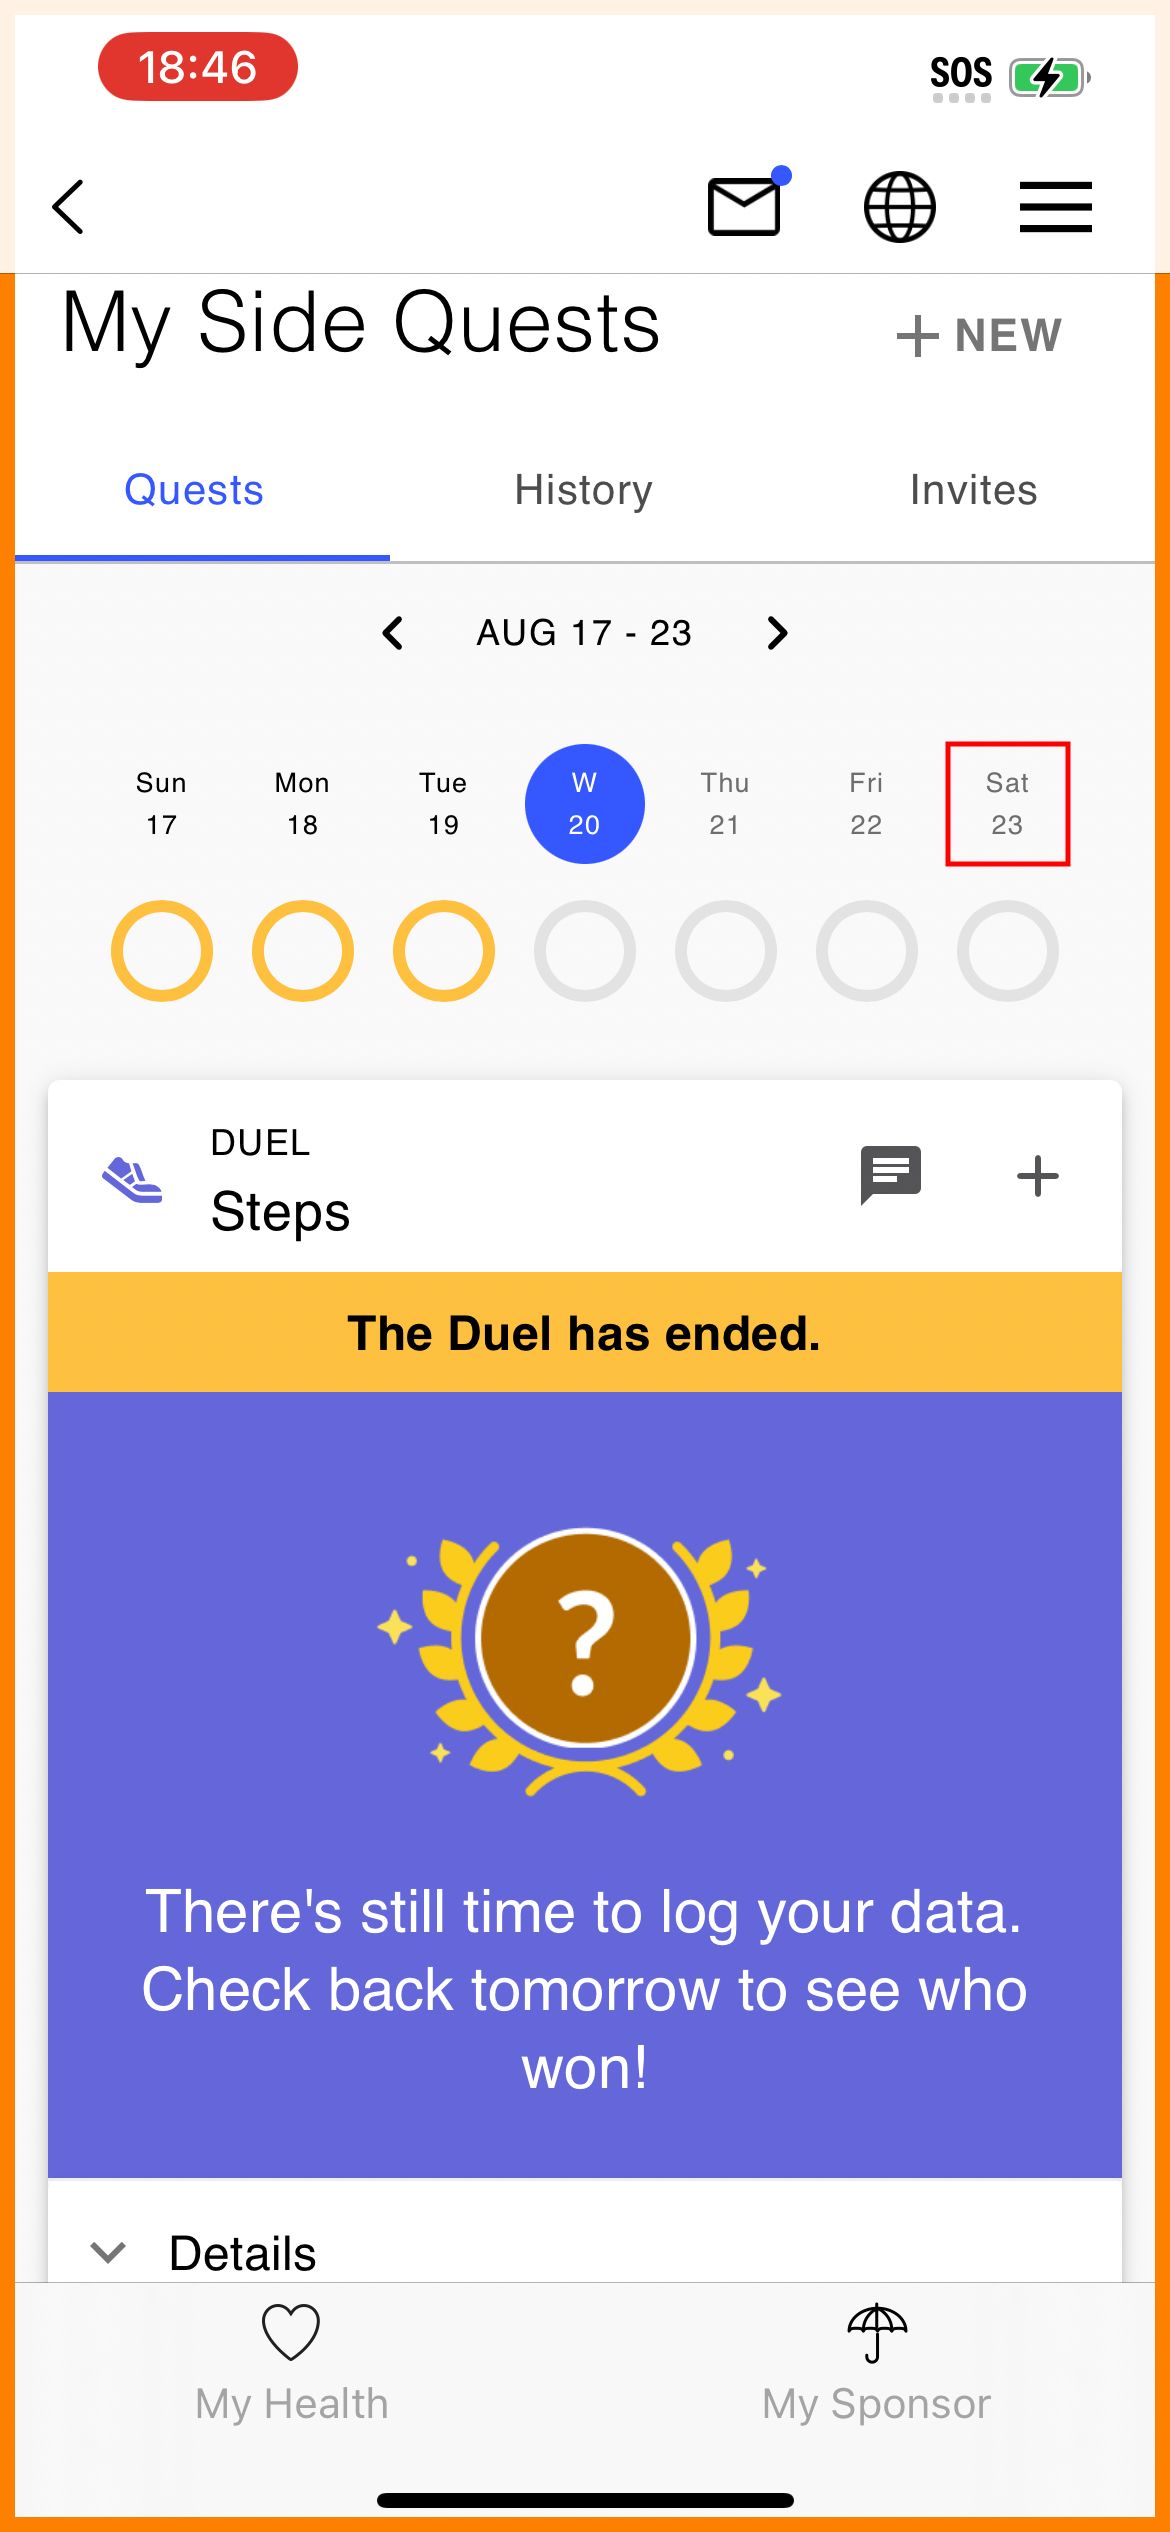 18:46
SOS
My Side Quests
+ NEW
Quests
History
Invites
AUG 17 - 23
Sun
Mon
Tue
W
Thu
Fri
Sat
17
18
19
20
21
22
23
DUEL
Steps
The Duel has ended.
?
There's still time to log your data.
Check back tomorrow to see who
won!
Details
My Health
My Sponsor